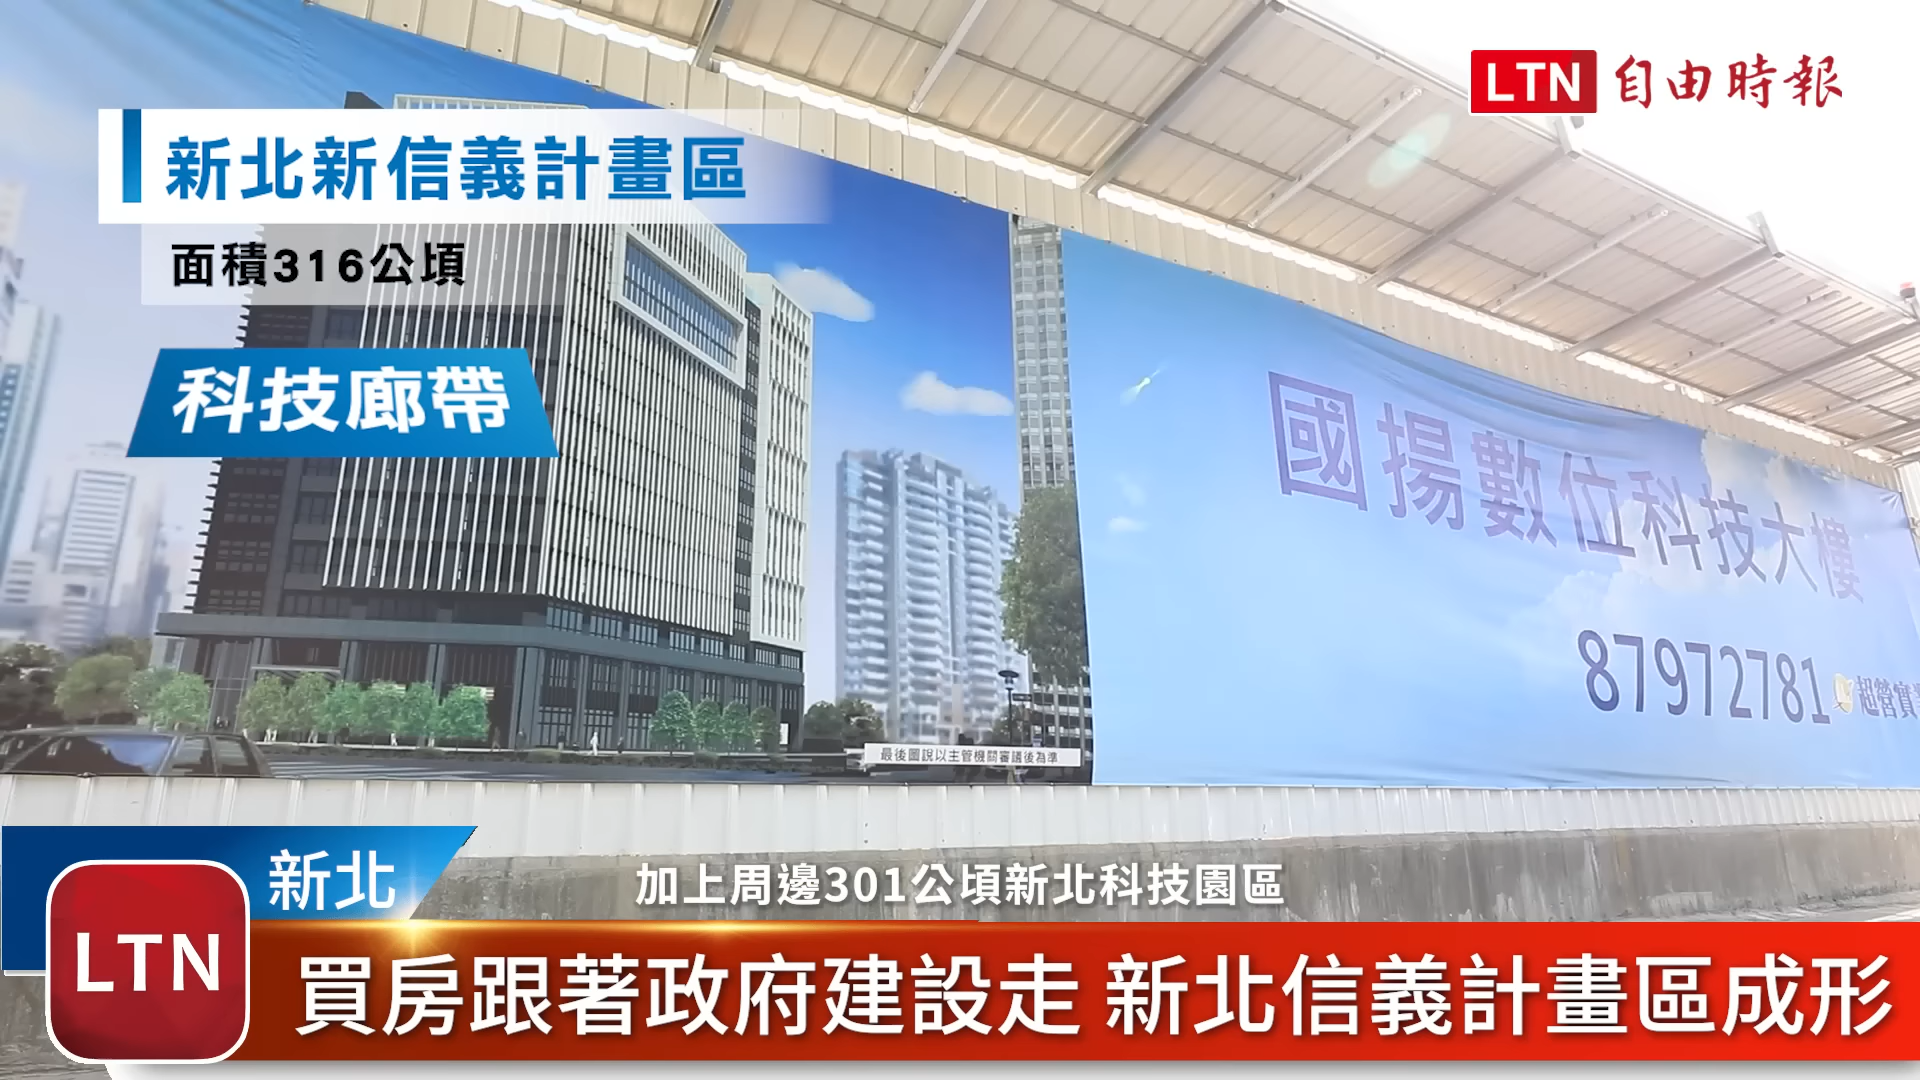 LTN 自由時報
新北新信義計畫區
面積316公頃
科技廊帶
國揚數位科技大樓
87972781
超營實
最後圖說以主管機關審議後為準
新北
加上周邊301公頃新北科技園區
LTN
買房跟著政府建設走 新北信義計畫區成形